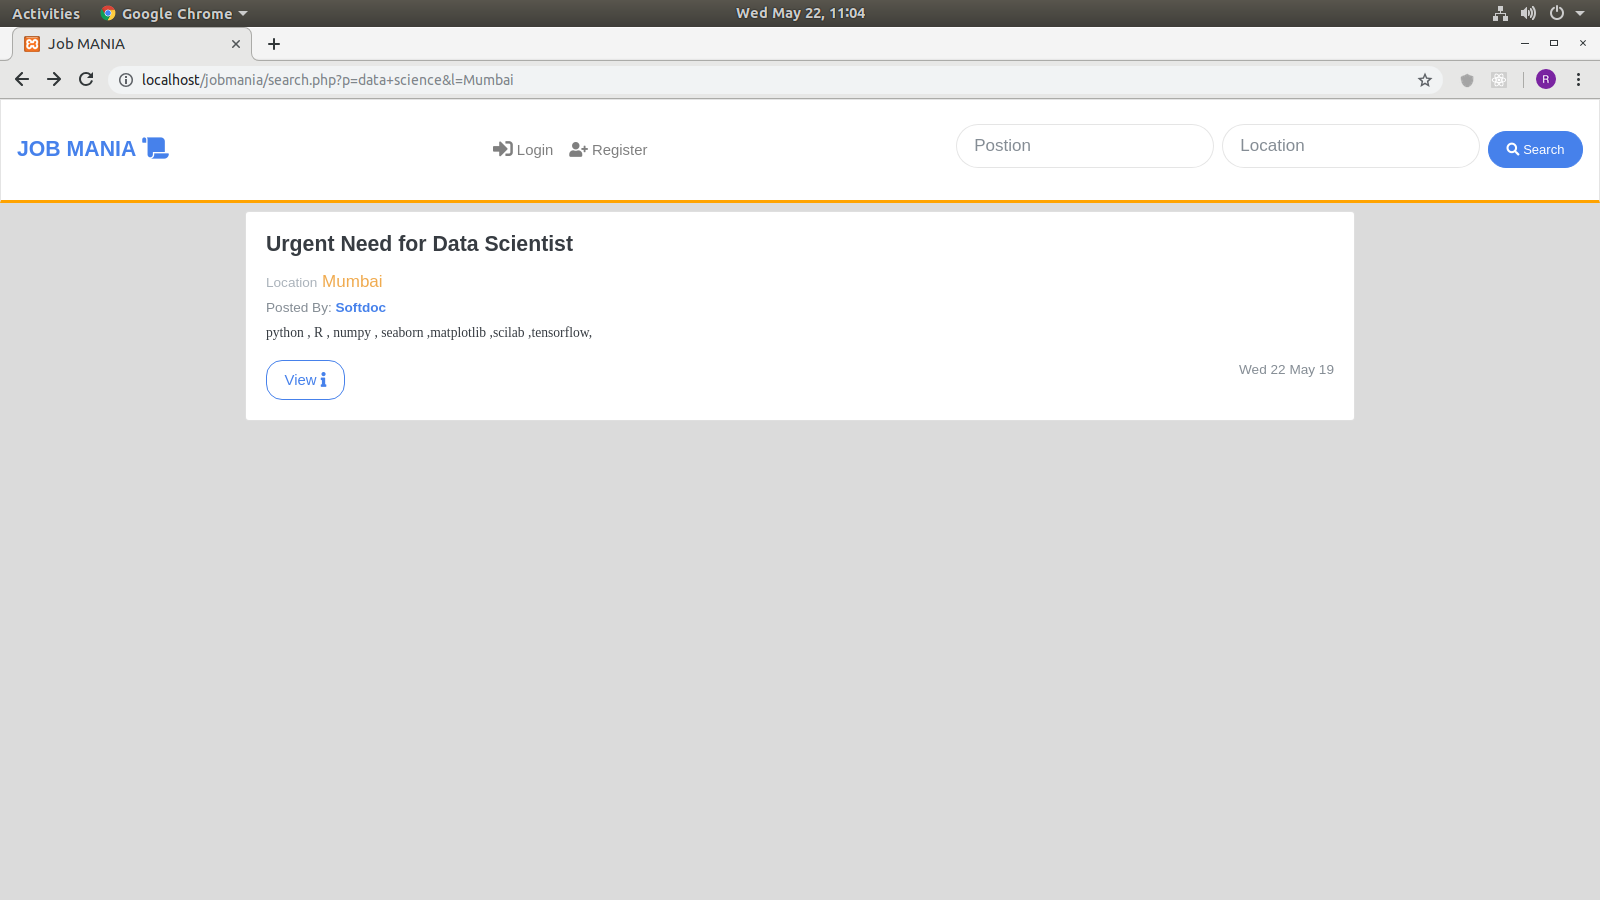 Activities Google Chrome Wed May 22, 11:04
Job MANIA
localhost/jobmania/search.php?p=data+science&l=Mumbai R
JOB MANIA Login Register Postion Location Search
Urgent Need for Data Scientist
Location Mumbai
Posted By: Softdoc
python , R , numpy , seaborn ,matplotlib ,scilab ,tensorflow,
View Wed 22 May 19